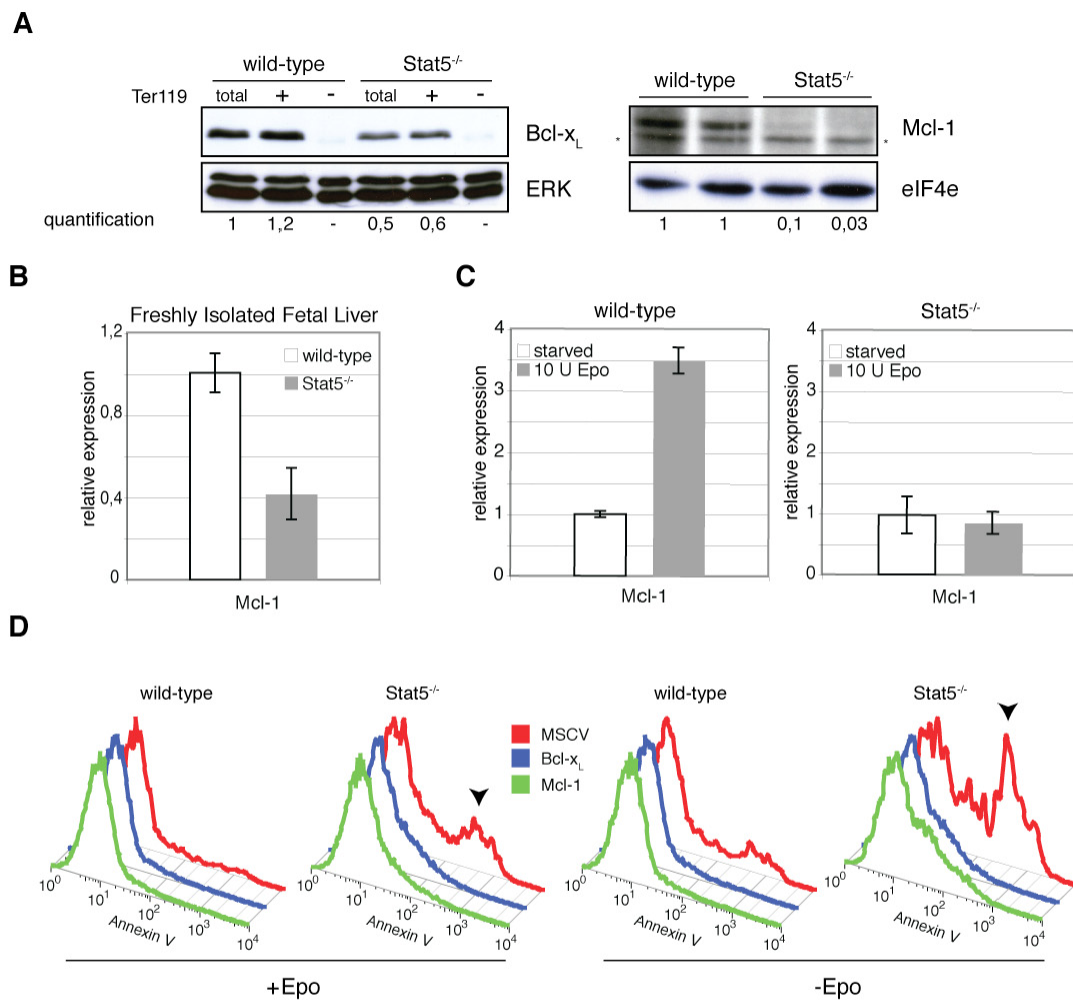 A
wild-type Stat5-/-
Ter119 total + - total + -
Bcl-xL
ERK
quantification 1 1,2 - 0,5 0,6 -
wild-type Stat5-/-
* * Mcl-1
eIF4e
1 1 0,1 0,03
B
Freshly Isolated Fetal Liver
relative expression
1,2
0,8
0,4
0
wild-type
Stat5-/-
Mcl-1
C
wild-type
relative expression
4
3
2
1
0
starved
10 U Epo
Mcl-1
Stat5-/-
relative expression
4
3
2
1
0
starved
10 U Epo
Mcl-1
D
wild-type
10^0 10^1 10^2 10^3 10^4
Annexin V
Stat5-/-
10^0 10^1 10^2 10^3 10^4
Annexin V
+Epo
MSCV
Bcl-xL
Mcl-1
wild-type
10^0 10^1 10^2 10^3 10^4
Annexin V
Stat5-/-
10^0 10^1 10^2 10^3 10^4
Annexin V
-Epo